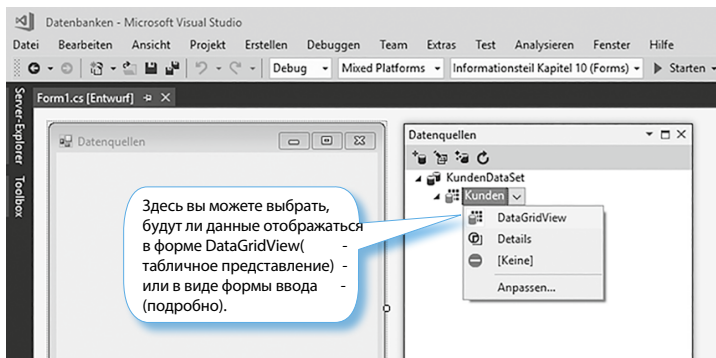 Datenbanken - Microsoft Visual Studio
Datei Bearbeiten Ansicht Projekt Erstellen Debuggen Team Extras Test Analysieren Fenster Hilfe
Debug Mixed Platforms Informationsteil Kapitel 10 (Forms) Starten
Server-Explorer
Toolbox
Form1.cs [Entwurf]
Datenquellen
Datenquellen
KundenDataSet
Kunden
DataGridView
Details
[Keine]
Anpassen...
Здесь вы можете выбрать,
будут ли данные отображаться
в форме DataGridView( -
табличное представление) -
или в виде формы ввода -
(подробно).